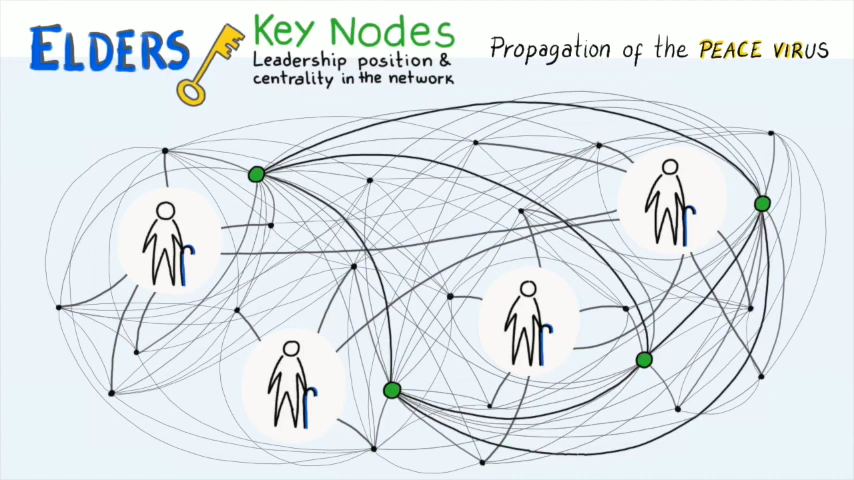 ELDERS
Key Nodes
Leadership position &
centrality in the network
Propagation of the PEACE VIRUS